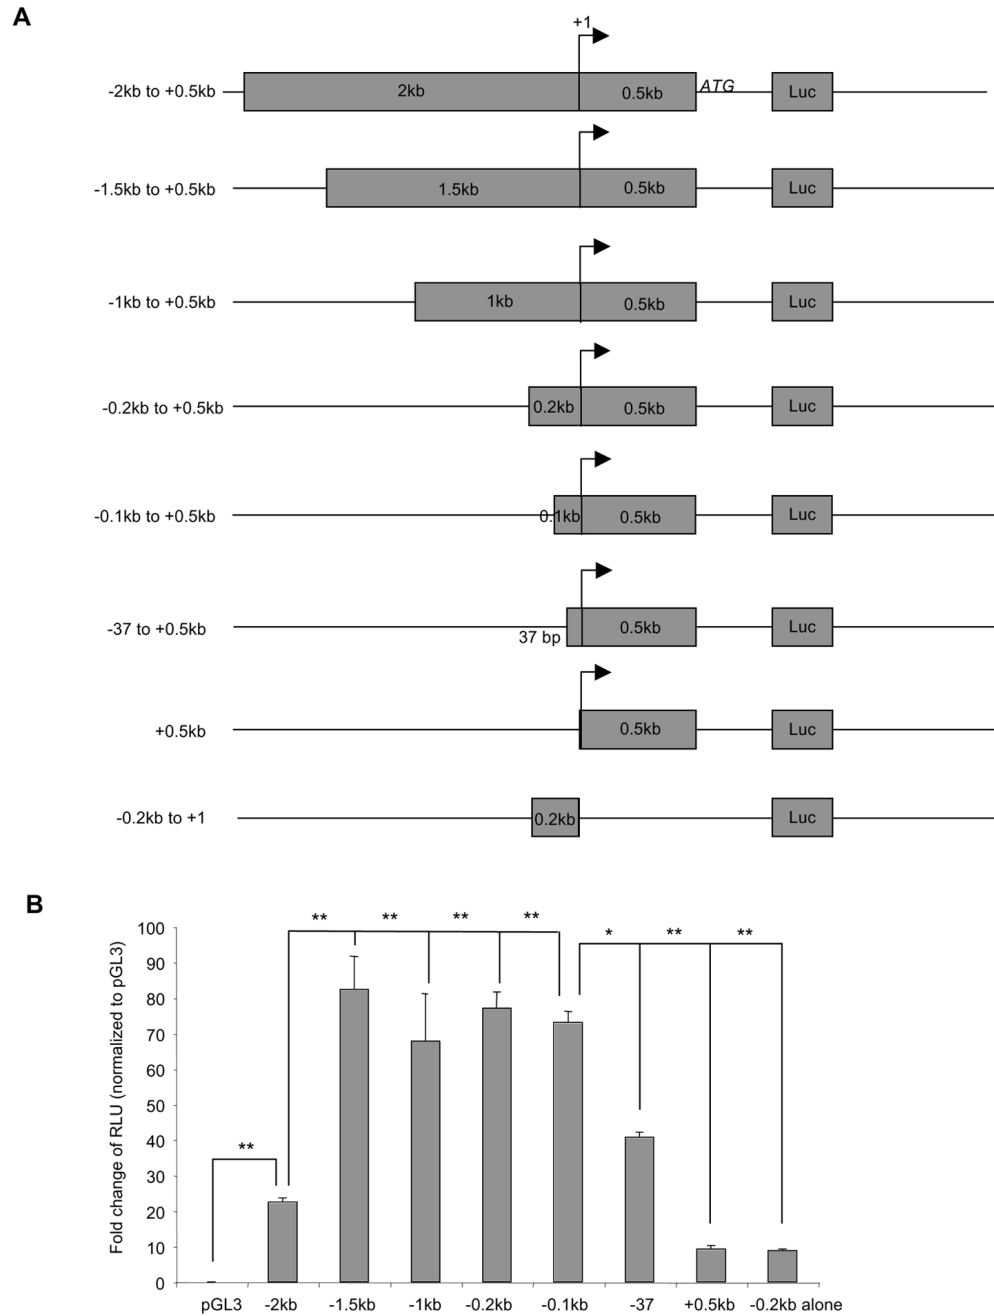 A
+1
-2kb to +0.5kb 2kb 0.5kb ATG Luc
-1.5kb to +0.5kb 1.5kb 0.5kb Luc
-1kb to +0.5kb 1kb 0.5kb Luc
-0.2kb to +0.5kb 0.2kb 0.5kb Luc
-0.1kb to +0.5kb 0.1kb 0.5kb Luc
-37 to +0.5kb 37 bp 0.5kb Luc
+0.5kb 0.5kb Luc
-0.2kb to +1 0.2kb Luc
B
Fold change of RLU (normalized to pGL3)
** ** ** ** * ** **
**
100
90
80
70
60
50
40
30
20
10
0
pGL3 -2kb -1.5kb -1kb -0.2kb -0.1kb -37 +0.5kb -0.2kb alone